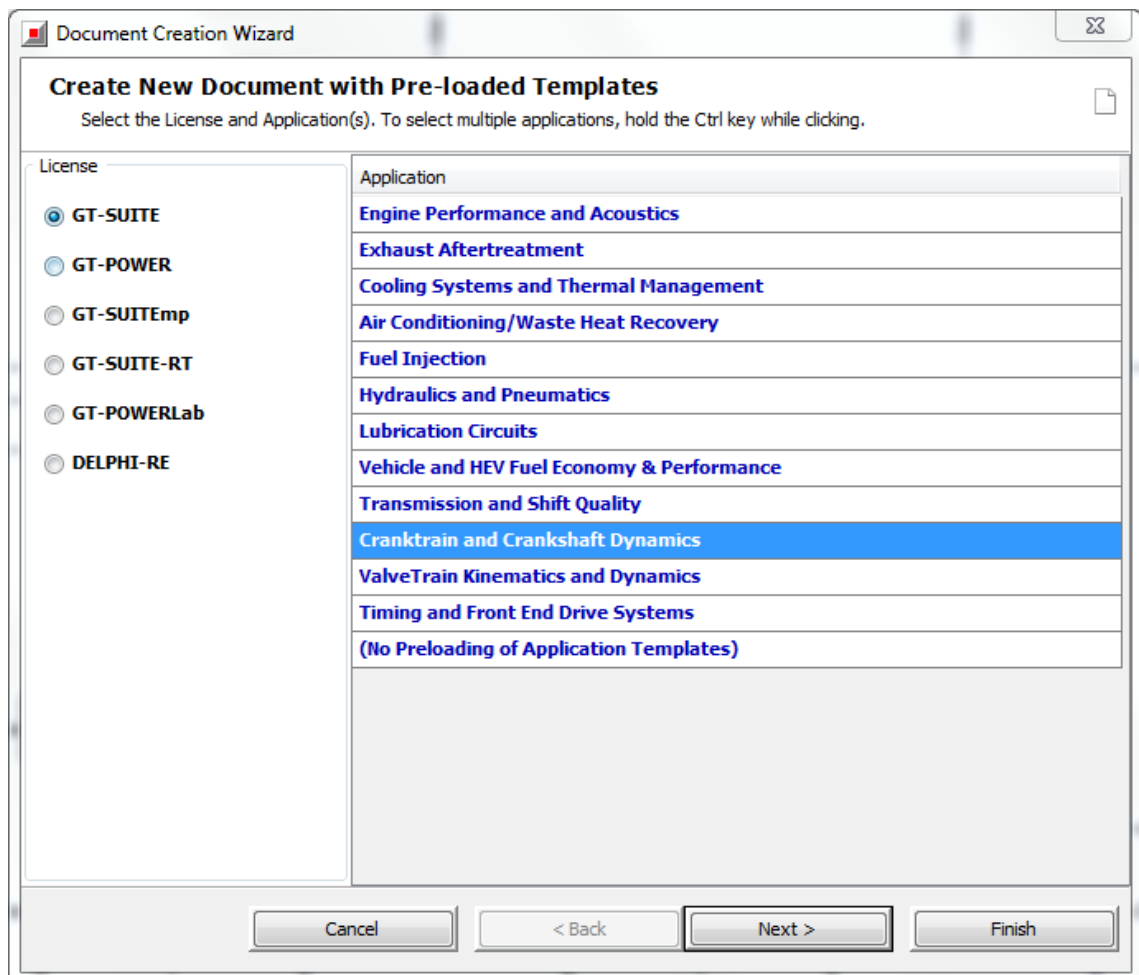 Document Creation Wizard
Create New Document with Pre-loaded Templates
Select the License and Application(s). To select multiple applications, hold the Ctrl key while clicking.
License
GT-SUITE
GT-POWER
GT-SUITEmp
GT-SUITE-RT
GT-POWERLab
DELPHI-RE
Application
Engine Performance and Acoustics
Exhaust Aftertreatment
Cooling Systems and Thermal Management
Air Conditioning/Waste Heat Recovery
Fuel Injection
Hydraulics and Pneumatics
Lubrication Circuits
Vehicle and HEV Fuel Economy & Performance
Transmission and Shift Quality
Cranktrain and Crankshaft Dynamics
ValveTrain Kinematics and Dynamics
Timing and Front End Drive Systems
(No Preloading of Application Templates)
Cancel
< Back
Next >
Finish